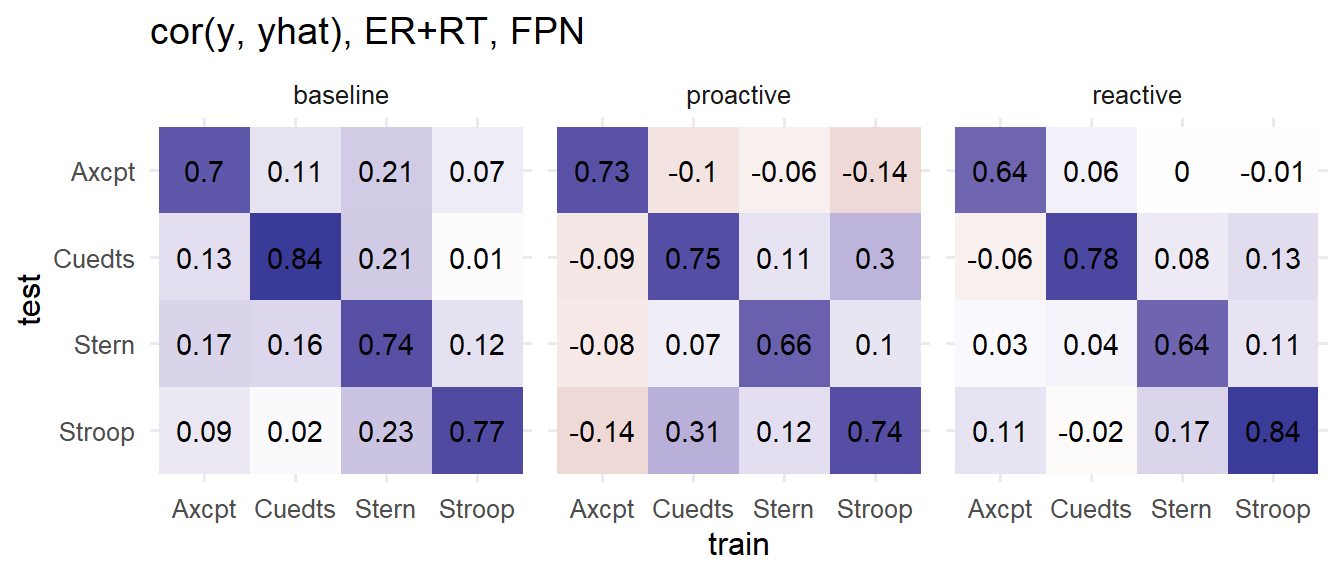 cor(y, yhat), ER+RT, FPN
baseline proactive reactive
Axcpt 0.7 0.11 0.21 0.07 0.73 -0.1 -0.06 -0.14 0.64 0.06 0 -0.01
Cuedts 0.13 0.84 0.21 0.01 -0.09 0.75 0.11 0.3 -0.06 0.78 0.08 0.13
test
Stern 0.17 0.16 0.74 0.12 -0.08 0.07 0.66 0.1 0.03 0.04 0.64 0.11
Stroop 0.09 0.02 0.23 0.77 -0.14 0.31 0.12 0.74 0.11 -0.02 0.17 0.84
Axcpt Cuedts Stern Stroop Axcpt Cuedts Stern Stroop Axcpt Cuedts Stern Stroop
train